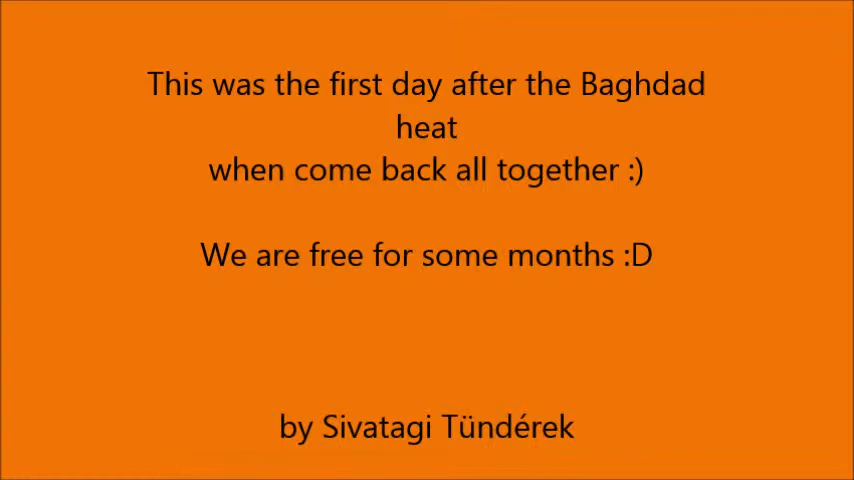 This was the first day after the Baghdad
heat
when come back all together :)
We are free for some months :D
by Sivatagi Tündérek